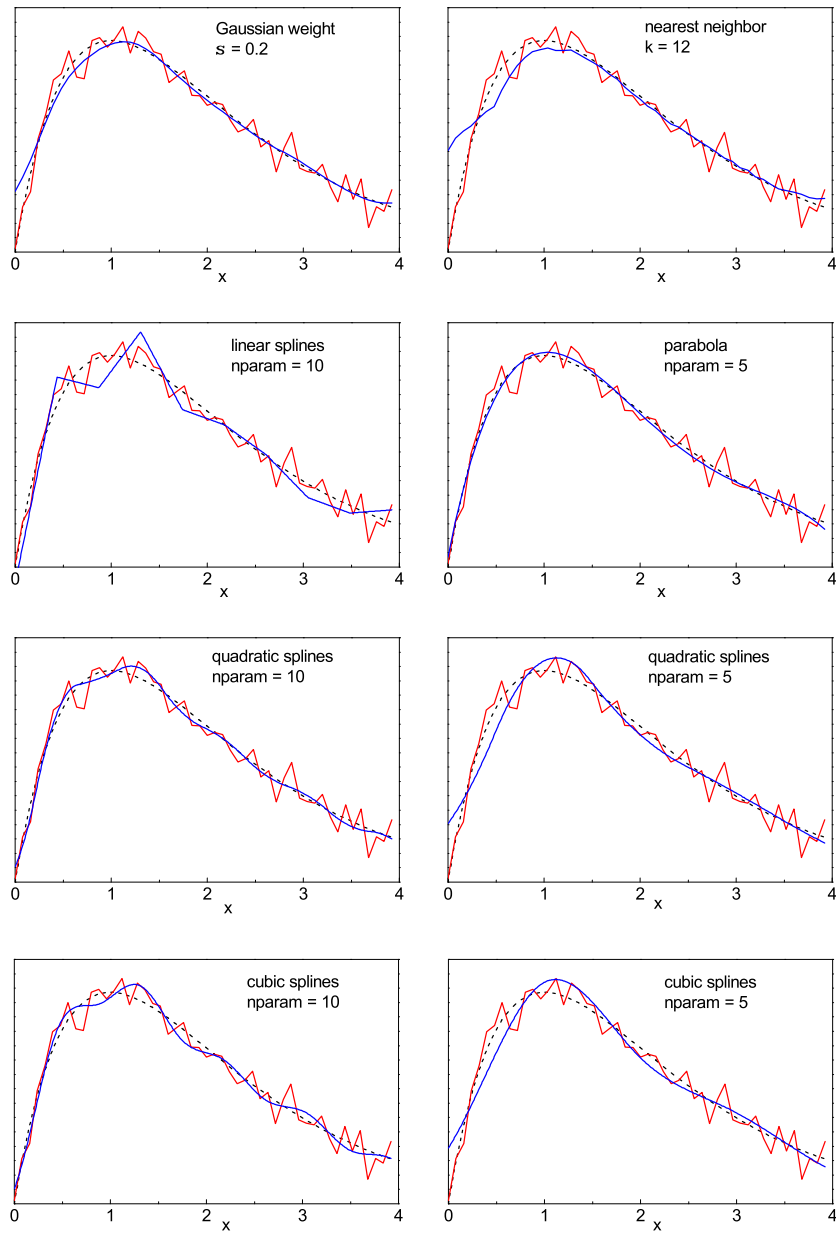 Gaussian weight
s = 0.2
0 1 2 3 4
x
nearest neighbor
k = 12
0 1 2 3 4
x
linear splines
nparam = 10
0 1 2 3 4
x
parabola
nparam = 5
0 1 2 3 4
x
quadratic splines
nparam = 10
0 1 2 3 4
x
quadratic splines
nparam = 5
0 1 2 3 4
x
cubic splines
nparam = 10
0 1 2 3 4
x
cubic splines
nparam = 5
0 1 2 3 4
x